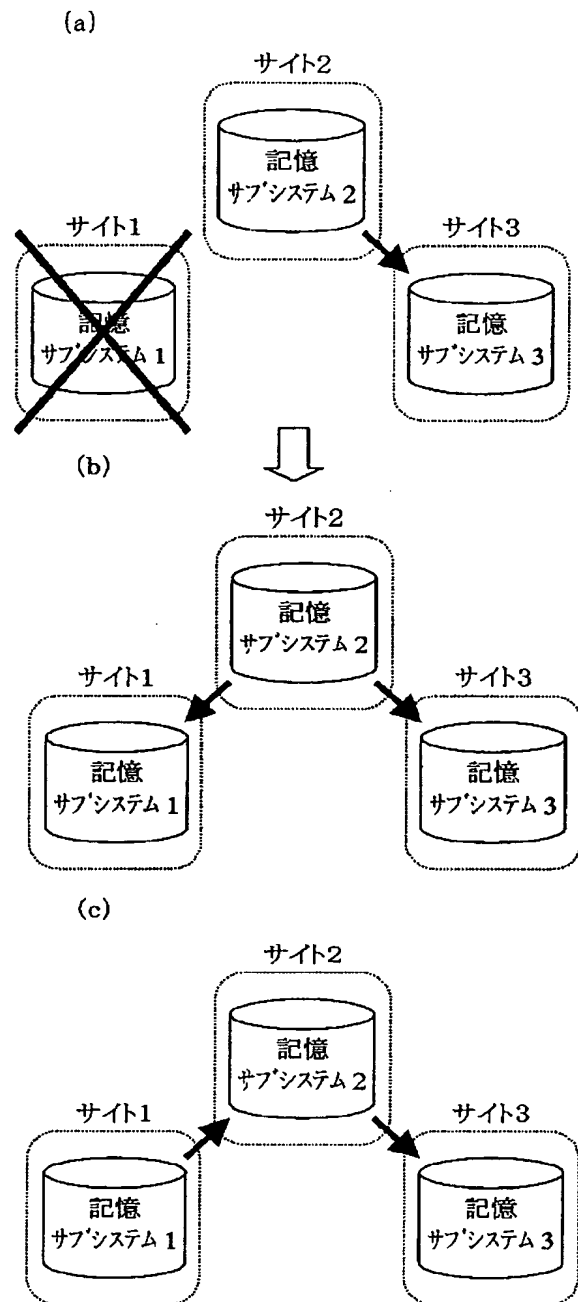 (a)
サイト2
記憶
サブシステム 2
サイト1
記憶
サブシステム 1
サイト3
記憶
サブシステム 3
(b)
サイト2
記憶
サブシステム 2
サイト1
記憶
サブシステム 1
サイト3
記憶
サブシステム 3
(c)
サイト2
記憶
サブシステム 2
サイト1
記憶
サブシステム 1
サイト3
記憶
サブシステム 3